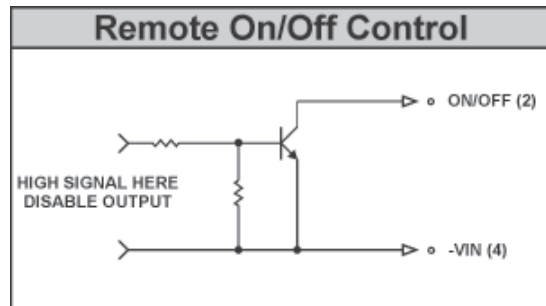 Remote On/Off Control
ON/OFF (2)
HIGH SIGNAL HERE
DISABLE OUTPUT
-VIN (4)